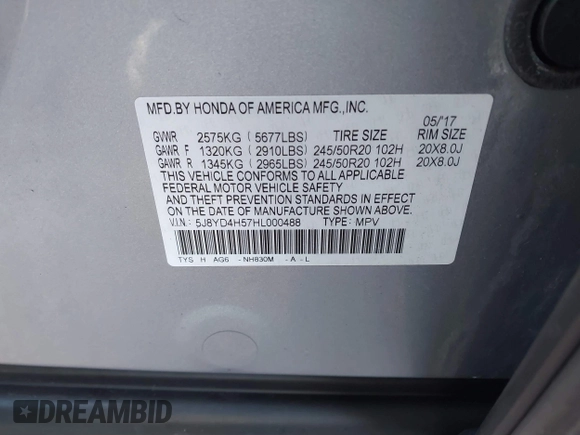 MFD.BY HONDA OF AMERICA MFG.,INC.
05/'17
GVWR 2575KG ( 5677LBS) TIRE SIZE RIM SIZE
GAWR F 1320KG ( 2910LBS) 245/50R20 102H 20X8.0J
GAWR R 1345KG ( 2965LBS) 245/50R20 102H 20X8.0J
THIS VEHICLE CONFORMS TO ALL APPLICABLE
FEDERAL MOTOR VEHICLE SAFETY
AND THEFT PREVENTION STANDARDS IN EFFECT
ON THE DATE OF MANUFACTURE SHOWN ABOVE.
V.I.N.: 5J8YD4H57HL000488 TYPE: MPV
TYS H AG6 -NH830M -A-L
DREAMBID